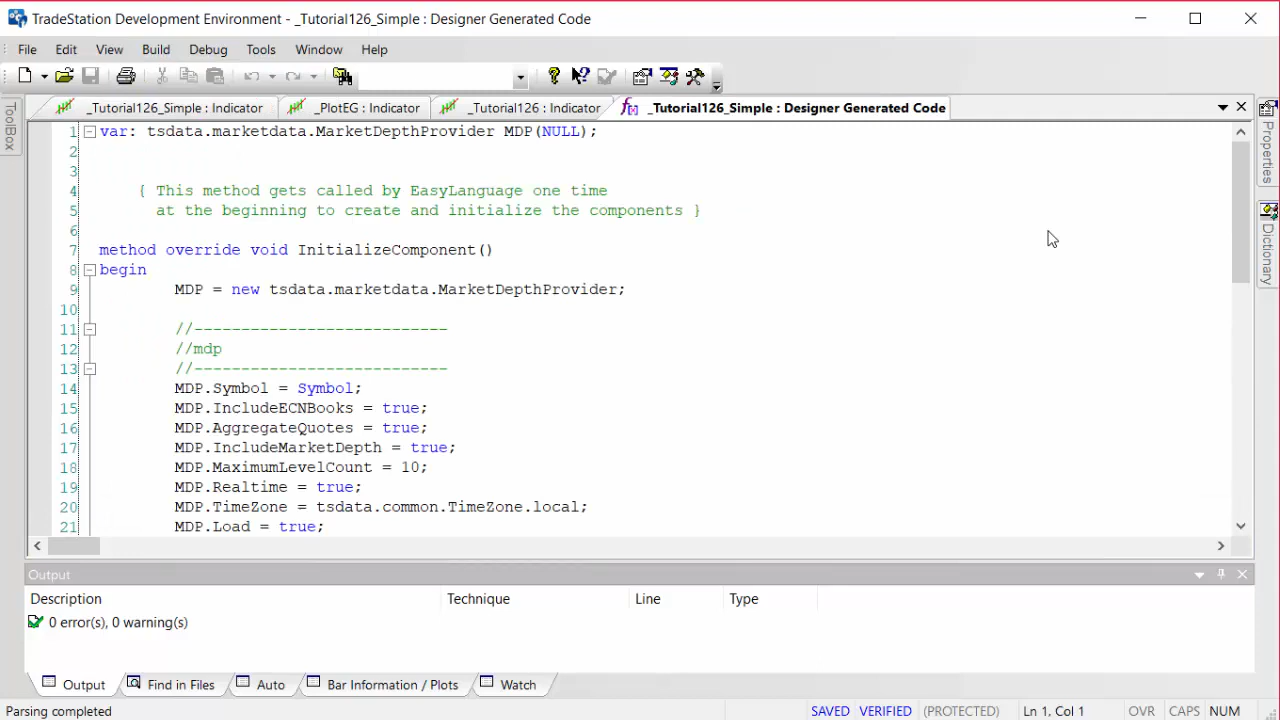 TradeStation Development Environment - _Tutorial126_Simple : Designer Generated Code
File Edit View Build Debug Tools Window Help
ToolBox
_Tutorial126_Simple : Indicator _PlotEG : Indicator _Tutorial126 : Indicator _Tutorial126_Simple : Designer Generated Code
Properties
Dictionary
1 var: tsdata.marketdata.MarketDepthProvider MDP(NULL);
2
3
4 { This method gets called by EasyLanguage one time
5 at the beginning to create and initialize the components }
6
7 method override void InitializeComponent()
8 begin
9 MDP = new tsdata.marketdata.MarketDepthProvider;
10
11 //---------------------------
12 //mdp
13 //---------------------------
14 MDP.Symbol = Symbol;
15 MDP.IncludeECNBooks = true;
16 MDP.AggregateQuotes = true;
17 MDP.IncludeMarketDepth = true;
18 MDP.MaximumLevelCount = 10;
19 MDP.Realtime = true;
20 MDP.TimeZone = tsdata.common.TimeZone.local;
21 MDP.Load = true;
Output
Description Technique Line Type
0 error(s), 0 warning(s)
Output Find in Files Auto Bar Information / Plots Watch
Parsing completed SAVED VERIFIED (PROTECTED) Ln 1, Col 1 OVR CAPS NUM